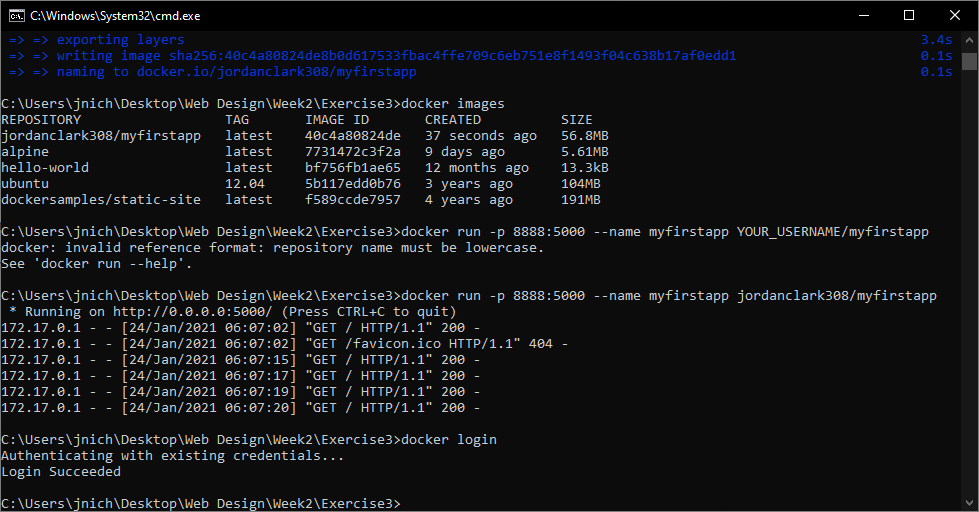 C:\Windows\System32\cmd.exe
=> => exporting layers 3.4s
=> => writing image sha256:40c4a80824de8b0d617533fbac4ffe709c6eb751e8f1493f04c638b17af0edd1 0.1s
=> => naming to docker.io/jordanclark308/myfirstapp 0.1s
C:\Users\jnich\Desktop\Web Design\Week2\Exercise3>docker images
REPOSITORY TAG IMAGE ID CREATED SIZE
jordanclark308/myfirstapp latest 40c4a80824de 37 seconds ago 56.8MB
alpine latest 7731472c3f2a 9 days ago 5.61MB
hello-world latest bf756fb1ae65 12 months ago 13.3kB
ubuntu 12.04 5b117edd0b76 3 years ago 104MB
dockersamples/static-site latest f589ccde7957 4 years ago 191MB
C:\Users\jnich\Desktop\Web Design\Week2\Exercise3>docker run -p 8888:5000 --name myfirstapp YOUR_USERNAME/myfirstapp
docker: invalid reference format: repository name must be lowercase.
See 'docker run --help'.
C:\Users\jnich\Desktop\Web Design\Week2\Exercise3>docker run -p 8888:5000 --name myfirstapp jordanclark308/myfirstapp
* Running on http://0.0.0.0:5000/ (Press CTRL+C to quit)
172.17.0.1 - - [24/Jan/2021 06:07:02] "GET / HTTP/1.1" 200 -
172.17.0.1 - - [24/Jan/2021 06:07:02] "GET /favicon.ico HTTP/1.1" 404 -
172.17.0.1 - - [24/Jan/2021 06:07:15] "GET / HTTP/1.1" 200 -
172.17.0.1 - - [24/Jan/2021 06:07:17] "GET / HTTP/1.1" 200 -
172.17.0.1 - - [24/Jan/2021 06:07:19] "GET / HTTP/1.1" 200 -
172.17.0.1 - - [24/Jan/2021 06:07:20] "GET / HTTP/1.1" 200 -
C:\Users\jnich\Desktop\Web Design\Week2\Exercise3>docker login
Authenticating with existing credentials...
Login Succeeded
C:\Users\jnich\Desktop\Web Design\Week2\Exercise3>